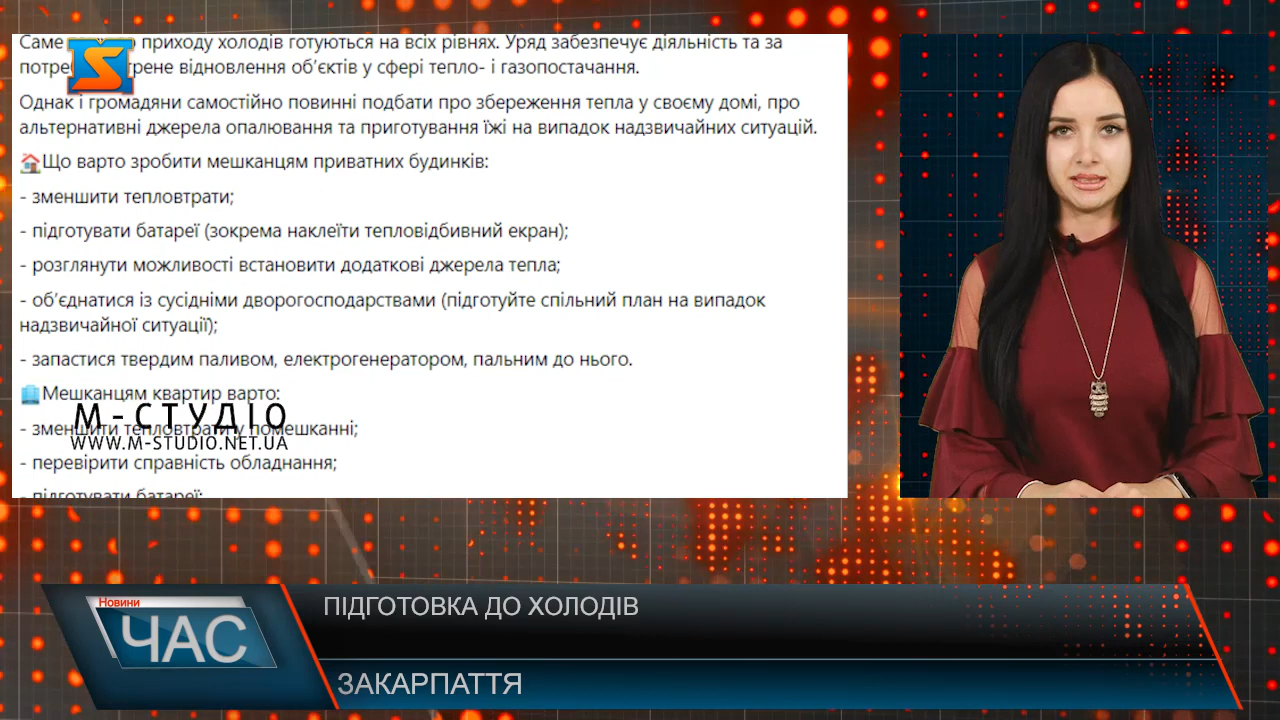 Саме приходу холодів готуються на всіх рівнях. Уряд забезпечує діяльність та за
відновлення об’єктів у сфері тепло- і газопостачання.
Однак і громадяни самостійно повинні подбати про збереження тепла у своєму домі, про
альтернативні джерела опалювання та приготування їжі на випадок надзвичайних ситуацій.
Що варто зробити мешканцям приватних будинків:
- зменшити тепловтрати;
- підготувати батареї (зокрема наклеїти тепловідбивний екран);
- розглянути можливості встановити додаткові джерела тепла;
- об’єднатися із сусідніми дворогосподарствами (підготуйте спільний план на випадок
надзвичайної ситуації);
- запастися твердим паливом, електрогенератором, пальним до нього.
Мешканцям квартир варто:
М-СТУДІО
- зменшити тепловтрати у помешканні;
WWW.M-STUDIO.NET.UA
- перевірити справність обладнання;
- підготувати батареї;
Новини
ЧАС
ПІДГОТОВКА ДО ХОЛОДІВ
ЗАКАРПАТТЯ